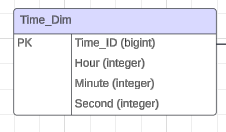 Time_Dim
PK Time_ID (bigint)
Hour (integer)
Minute (integer)
Second (integer)